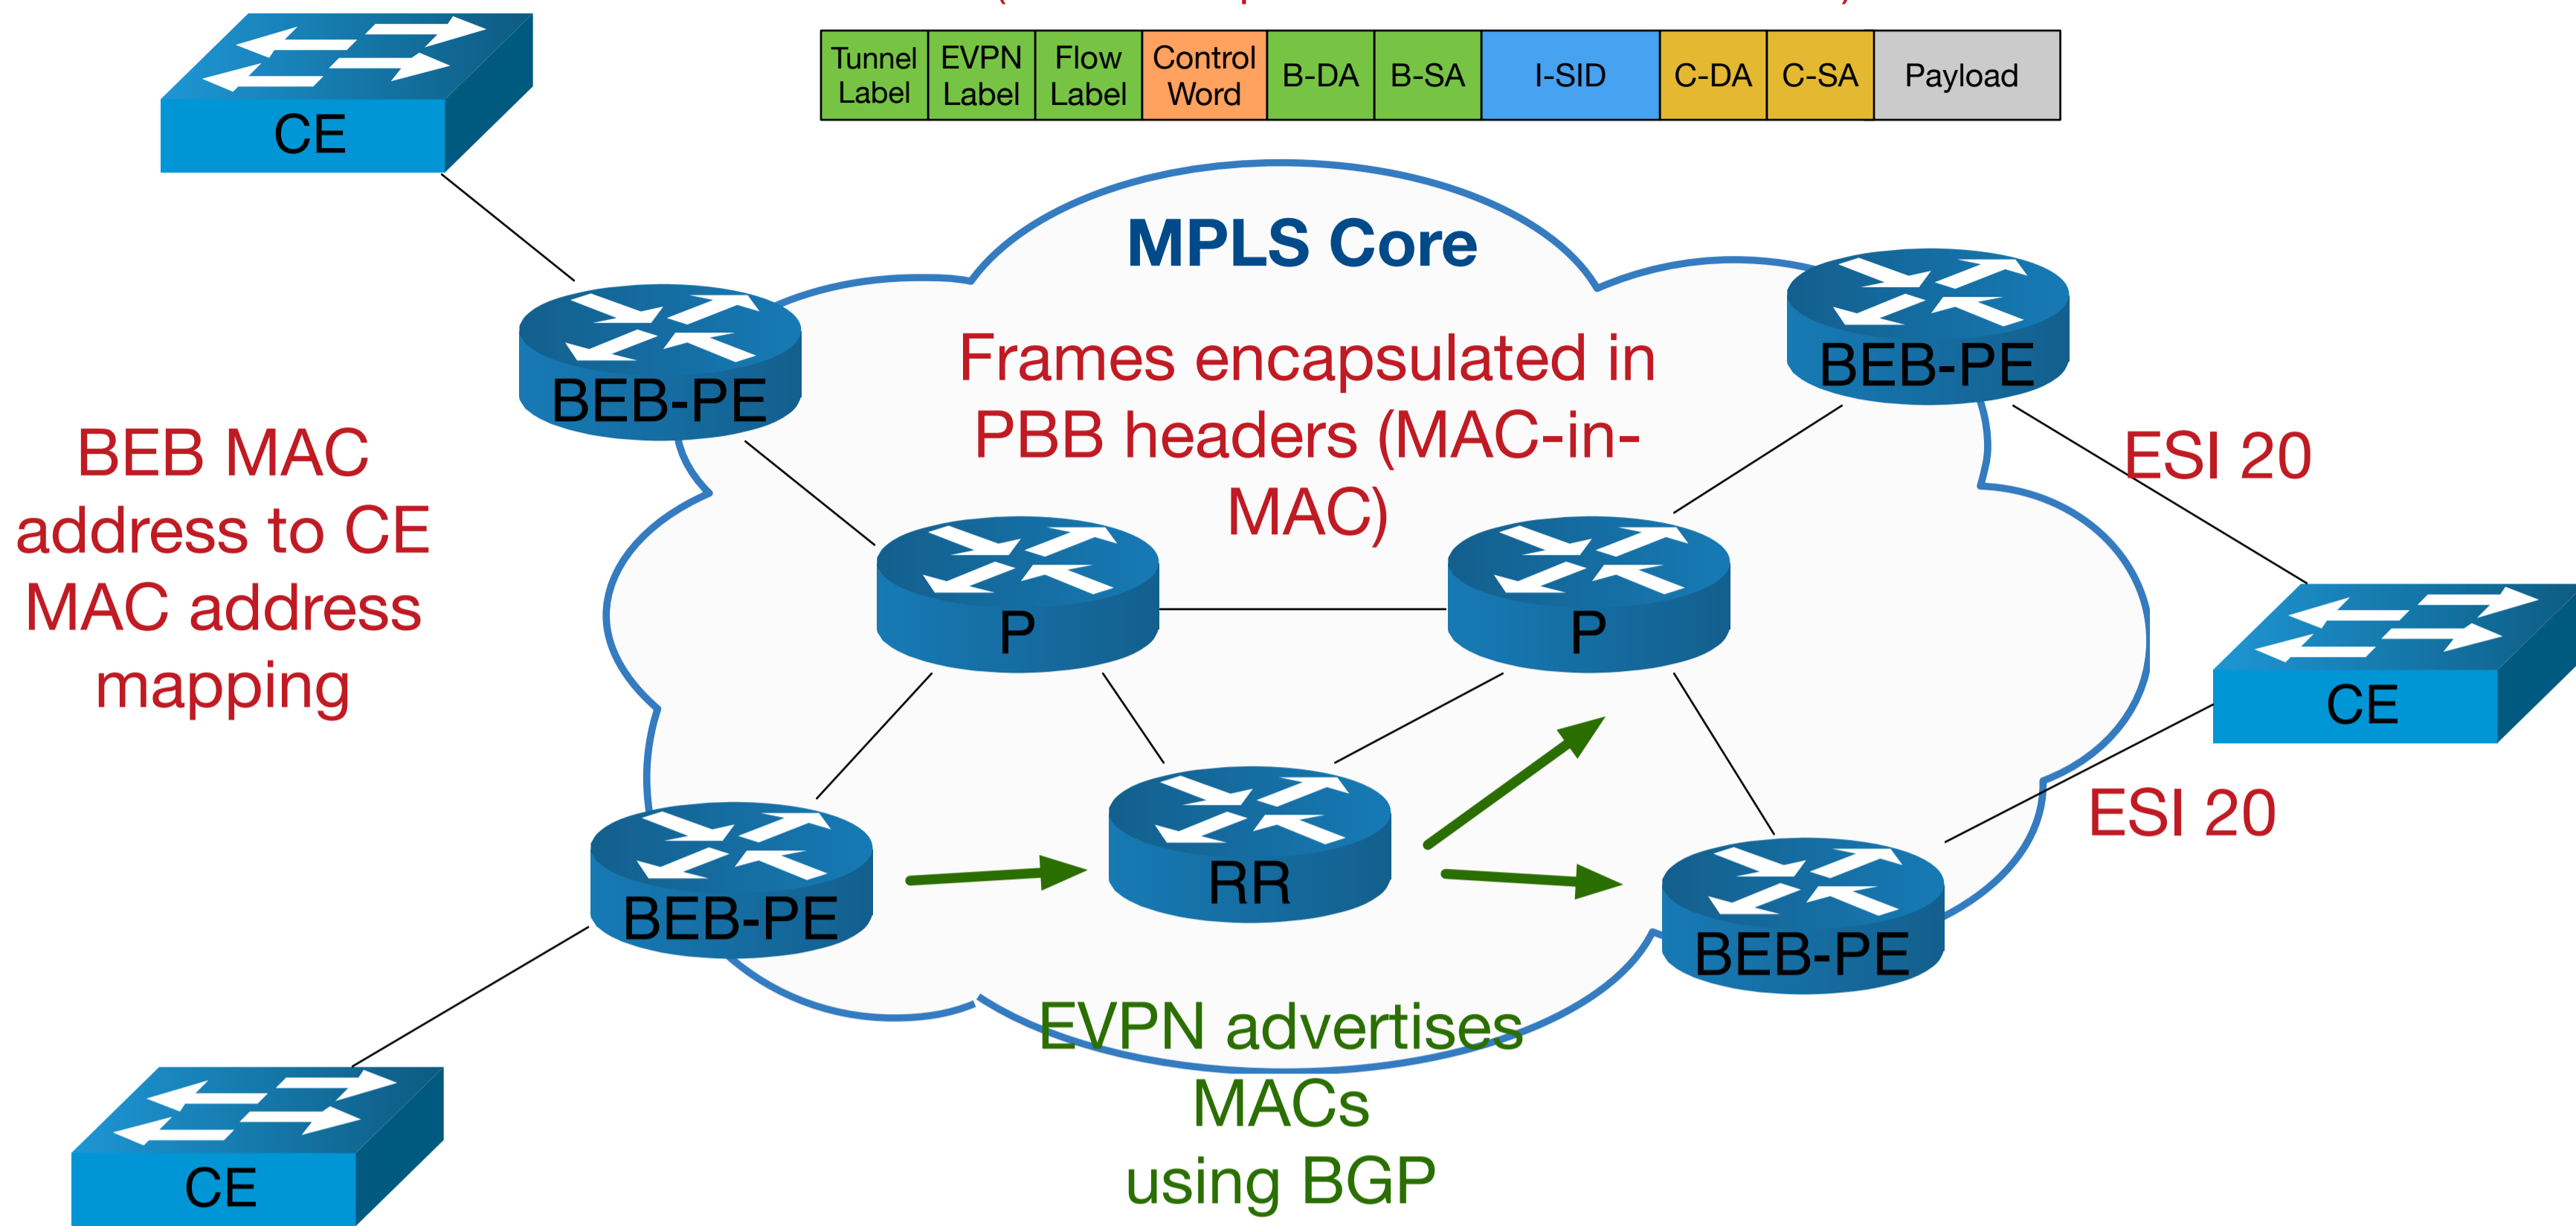 Tunnel
Label
EVPN
Label
Flow
Label
Control
Word
B-DA
B-SA
I-SID
C-DA
C-SA
Payload
CE
MPLS Core
BEB-PE
BEB-PE
Frames encapsulated in
PBB headers (MAC-in-
MAC)
BEB MAC
address to CE
MAC address
mapping
ESI 20
P
P
CE
ESI 20
BEB-PE
RR
BEB-PE
EVPN advertises
MACs
using BGP
CE